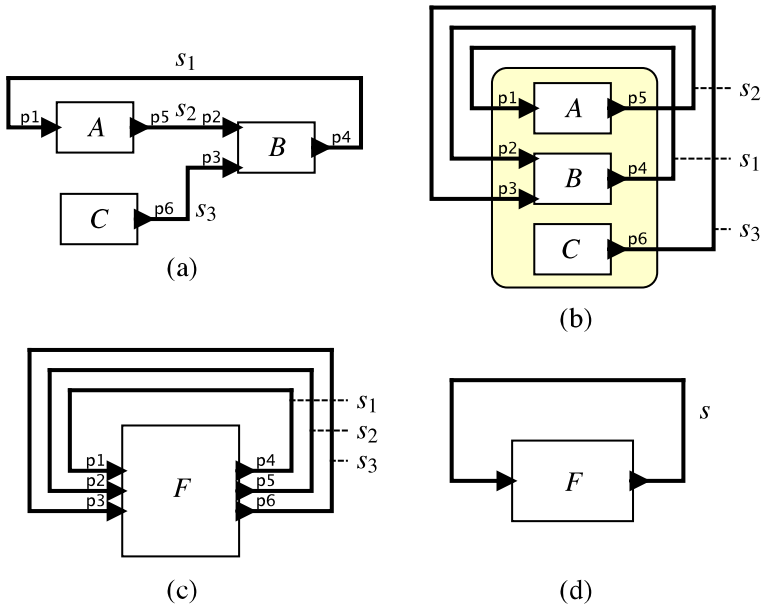 s1
p1 A p5 s2 p2 B p4
p3
C p6 s3
(a)
p1 A p5 s2
p2 B p4 s1
p3
C p6 s3
(b)
s1
s2
s3
p1 F p4
p2 p5
p3 p6
(c)
s
F
(d)